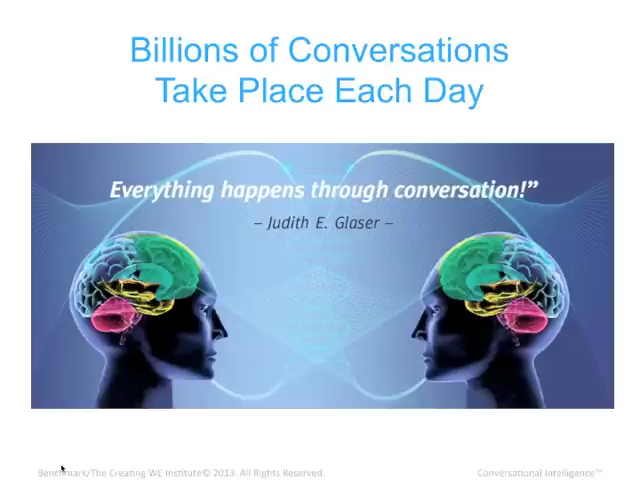 Billions of Conversations
Take Place Each Day
Everything happens through conversation!”
– Judith E. Glaser –
Benchmark/The Creating WE Institute© 2013. All Rights Reserved.
Conversational Intelligence™